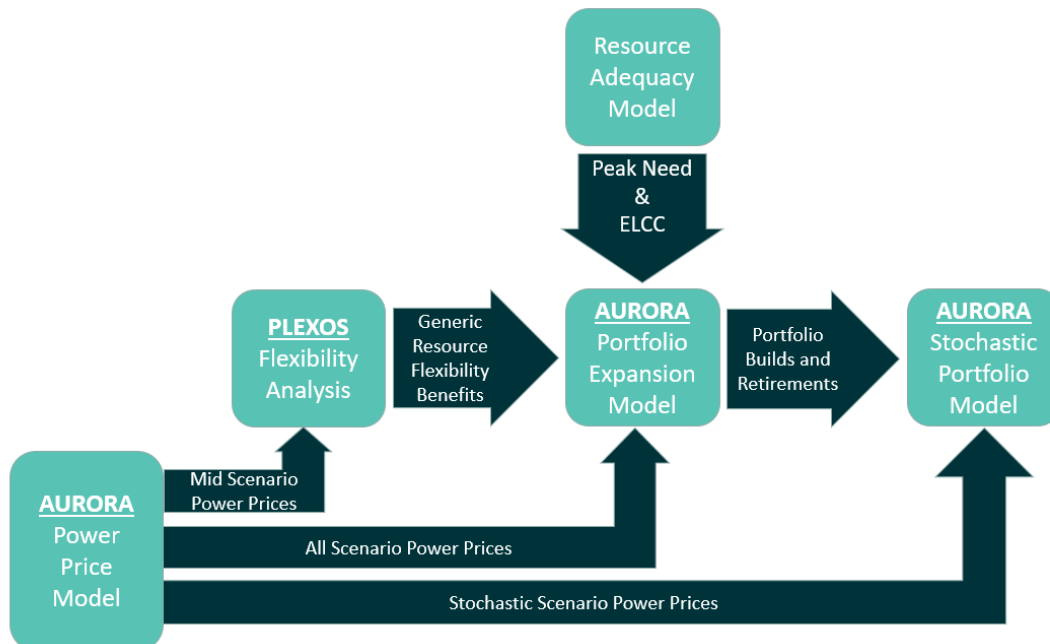 Resource
Adequacy
Model
Peak Need
&
ELCC
PLEXOS
Flexibility
Analysis
Generic
Resource
Flexibility
Benefits
AURORA
Portfolio
Expansion
Model
Portfolio
Builds and
Retirements
AURORA
Stochastic
Portfolio
Model
AURORA
Power
Price
Model
Mid Scenario
Power Prices
All Scenario Power Prices
Stochastic Scenario Power Prices